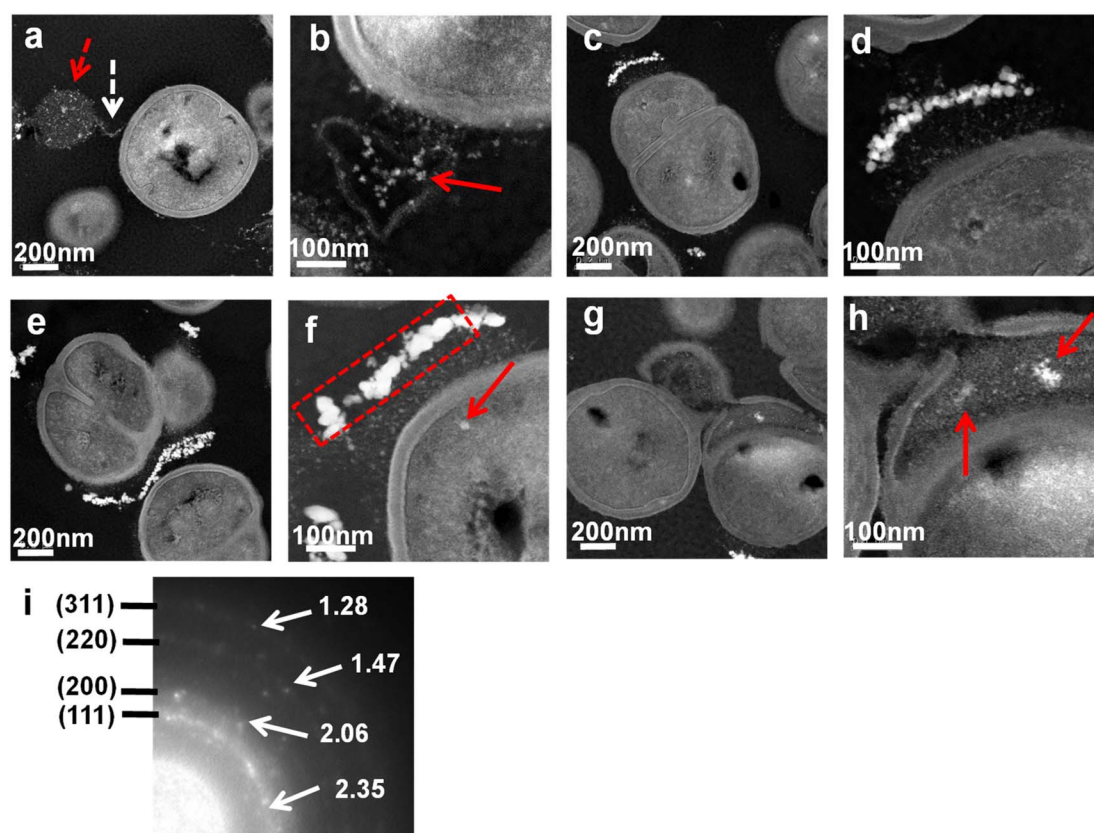 a
200nm
b
100nm
c
200nm
d
100nm
e
200nm
f
100nm
g
200nm
h
100nm
i
(311)
(220)
(200)
(111)
1.28
1.47
2.06
2.35